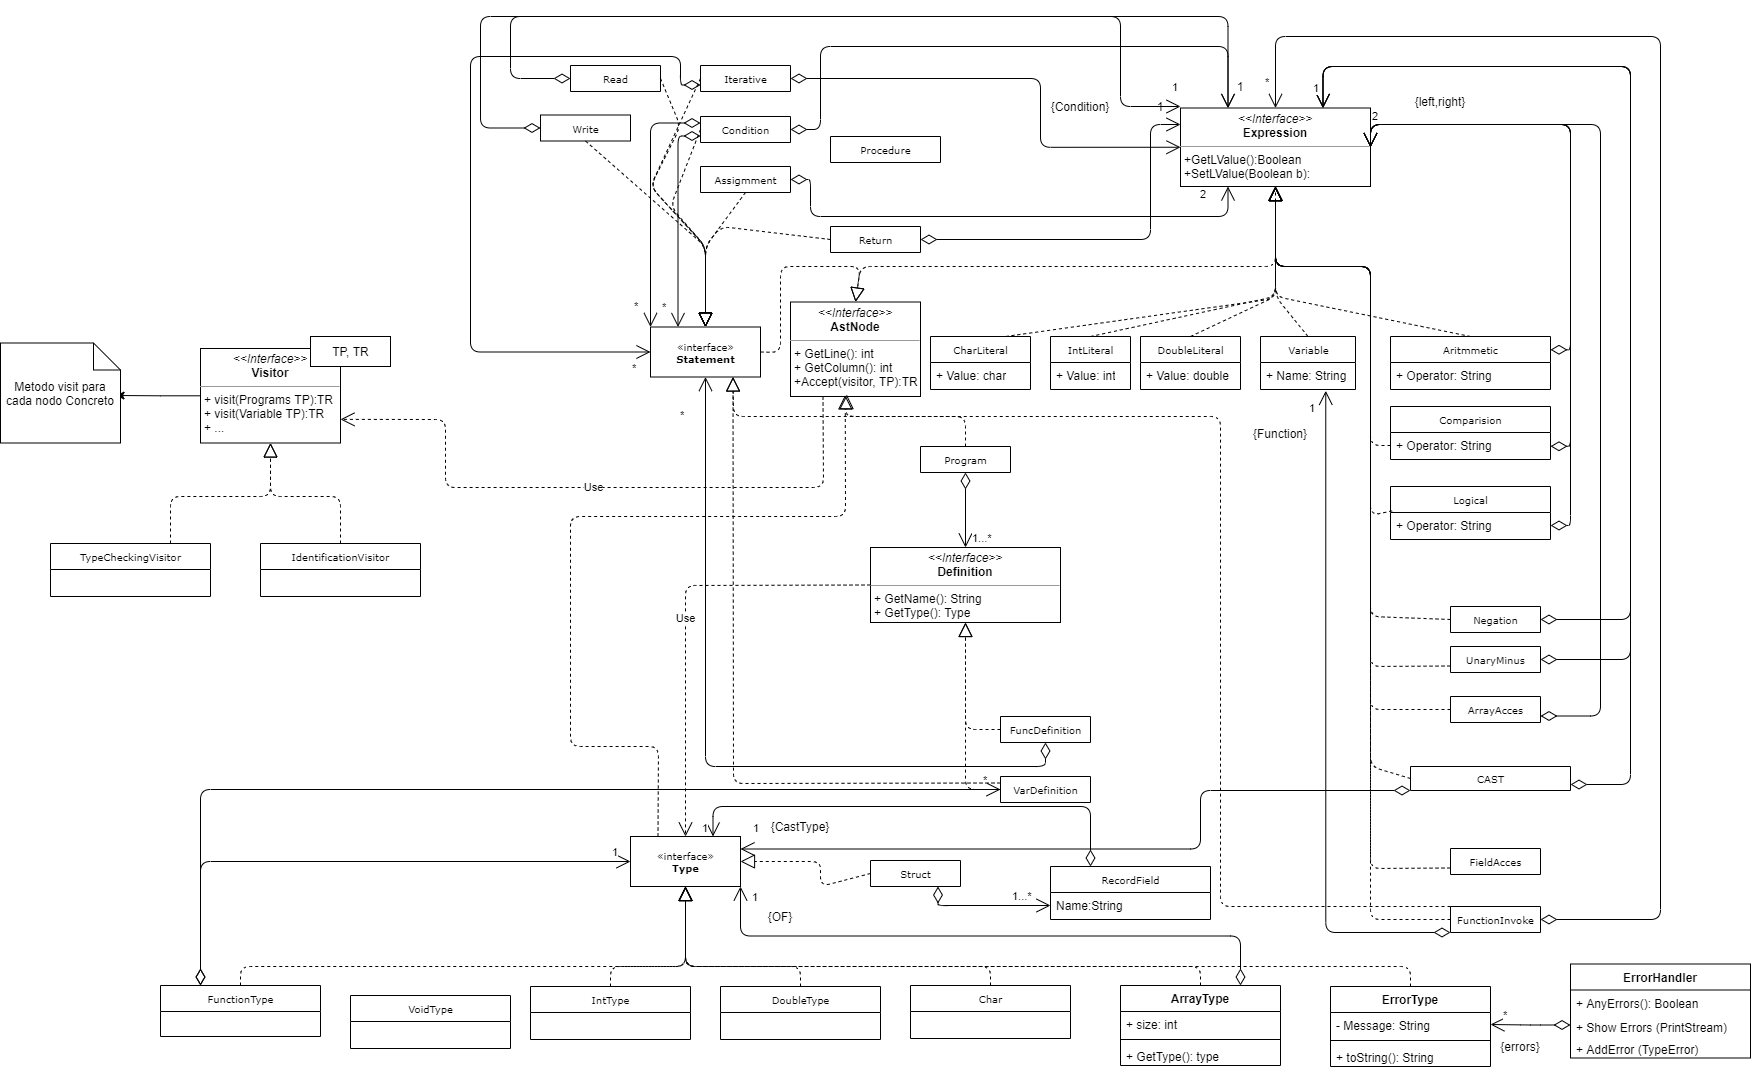 Read
Iterative
Write
Condition
Procedure
Assigmment
Return
{Condition}
1
1
1
*
1
{left,right}
2
2
<<Interface>>
Expression
+GetLValue():Boolean
+SetLValue(Boolean b):
*
*
*
*
«interface»
Statement
<<Interface>>
AstNode
+ GetLine(): int
+ GetColumn(): int
+Accept(visitor, TP):TR
CharLiteral
+ Value: char
IntLiteral
+ Value: int
DoubleLiteral
+ Value: double
Variable
+ Name: String
Aritmmetic
+ Operator: String
Comparision
+ Operator: String
Logical
+ Operator: String
1
{Function}
Metodo visit para
cada nodo Concreto
TP, TR
<<Interface>>
Visitor
+ visit(Programs TP):TR
+ visit(Variable TP):TR
+ ...
Use
TypeCheckingVisitor
IdentificationVisitor
Program
1...*
<<Interface>>
Definition
+ GetName(): String
+ GetType(): Type
Use
Negation
UnaryMinus
ArrayAcces
FuncDefinition
*
VarDefinition
CAST
1
1
1
{CastType}
«interface»
Type
Struct
1...*
RecordField
Name:String
FieldAcces
FunctionInvoke
1
{OF}
FunctionType
VoidType
IntType
DoubleType
Char
ArrayType
+ size: int
+ GetType(): type
ErrorType
- Message: String
+ toString(): String
*
{errors}
ErrorHandler
+ AnyErrors(): Boolean
+ Show Errors (PrintStream)
+ AddError (TypeError)